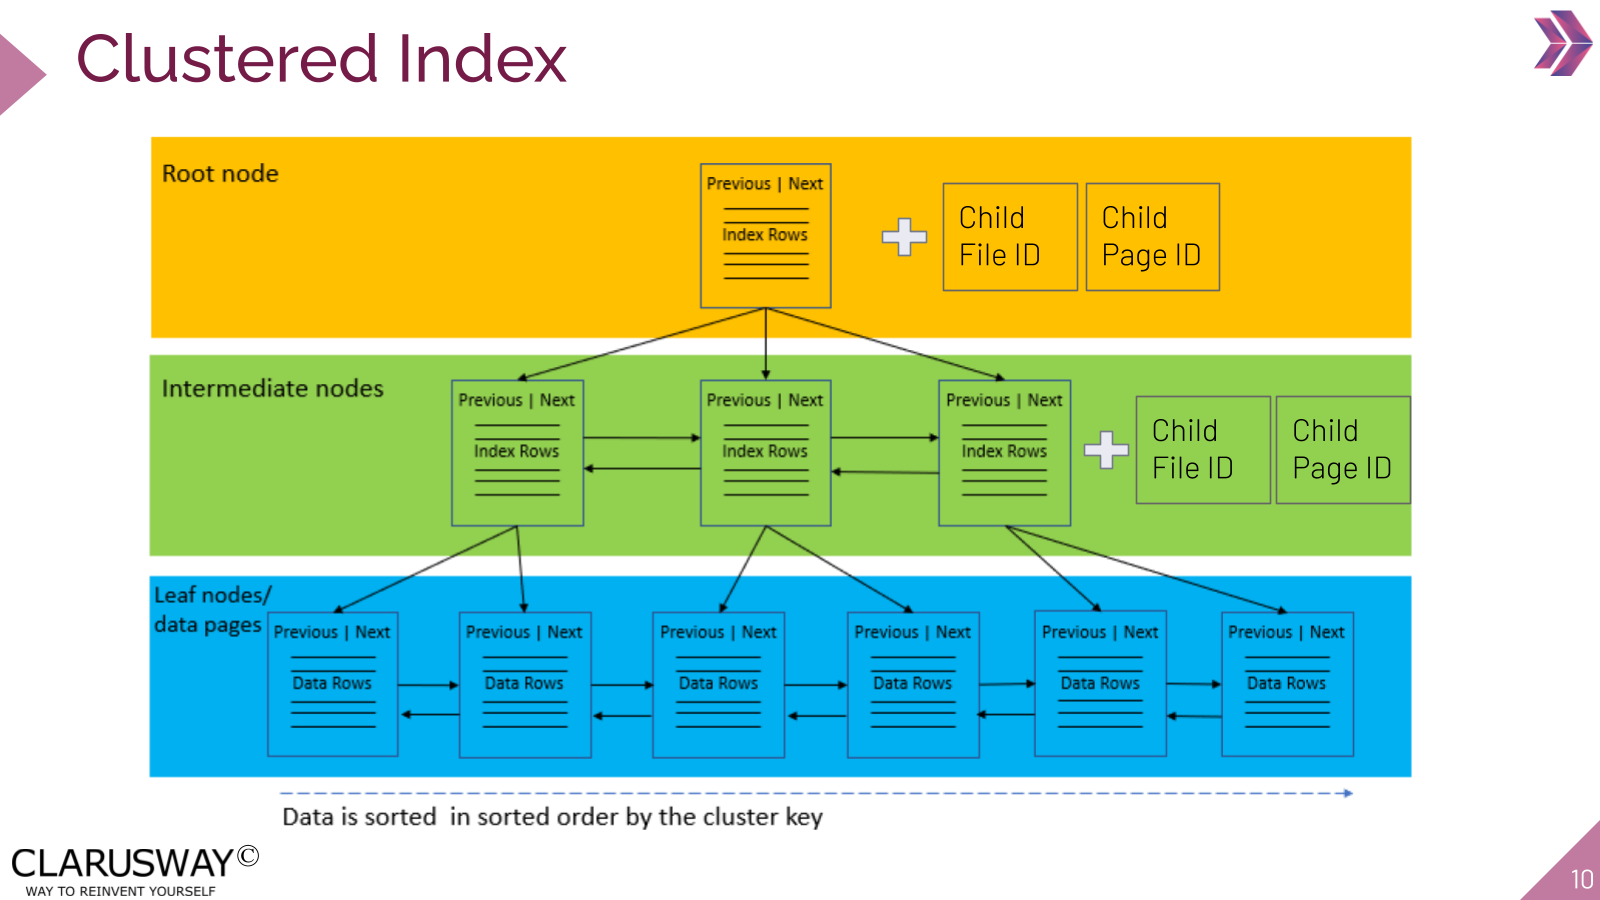 Clustered Index
Root node
Previous | Next
Index Rows
Child
File ID
Child
Page ID
Intermediate nodes
Previous | Next
Index Rows
Previous | Next
Index Rows
Previous | Next
Index Rows
Child
File ID
Child
Page ID
Leaf nodes/
data pages
Previous | Next
Data Rows
Previous | Next
Data Rows
Previous | Next
Data Rows
Previous | Next
Data Rows
Previous | Next
Data Rows
Previous | Next
Data Rows
Data is sorted in sorted order by the cluster key
CLARUSWAY©
WAY TO REINVENT YOURSELF
10